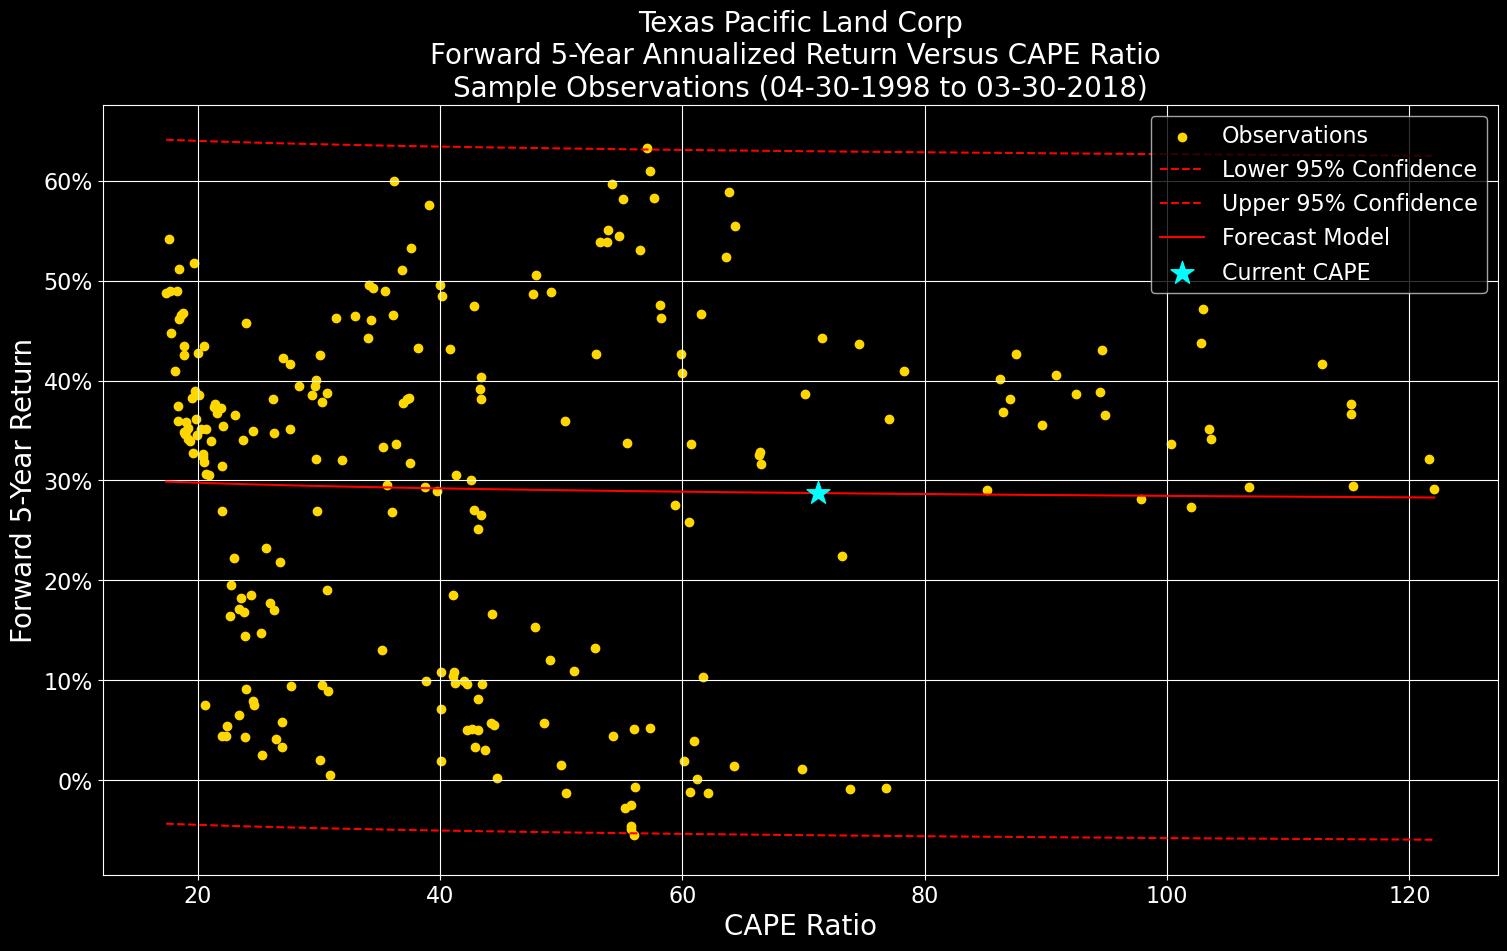 Texas Pacific Land Corp
Forward 5-Year Annualized Return Versus CAPE Ratio
Sample Observations (04-30-1998 to 03-30-2018)
Observations
Lower 95% Confidence
Upper 95% Confidence
Forecast Model
Current CAPE
Forward 5-Year Return
60%
50%
40%
30%
20%
10%
0%
20 40 60 80 100 120
CAPE Ratio